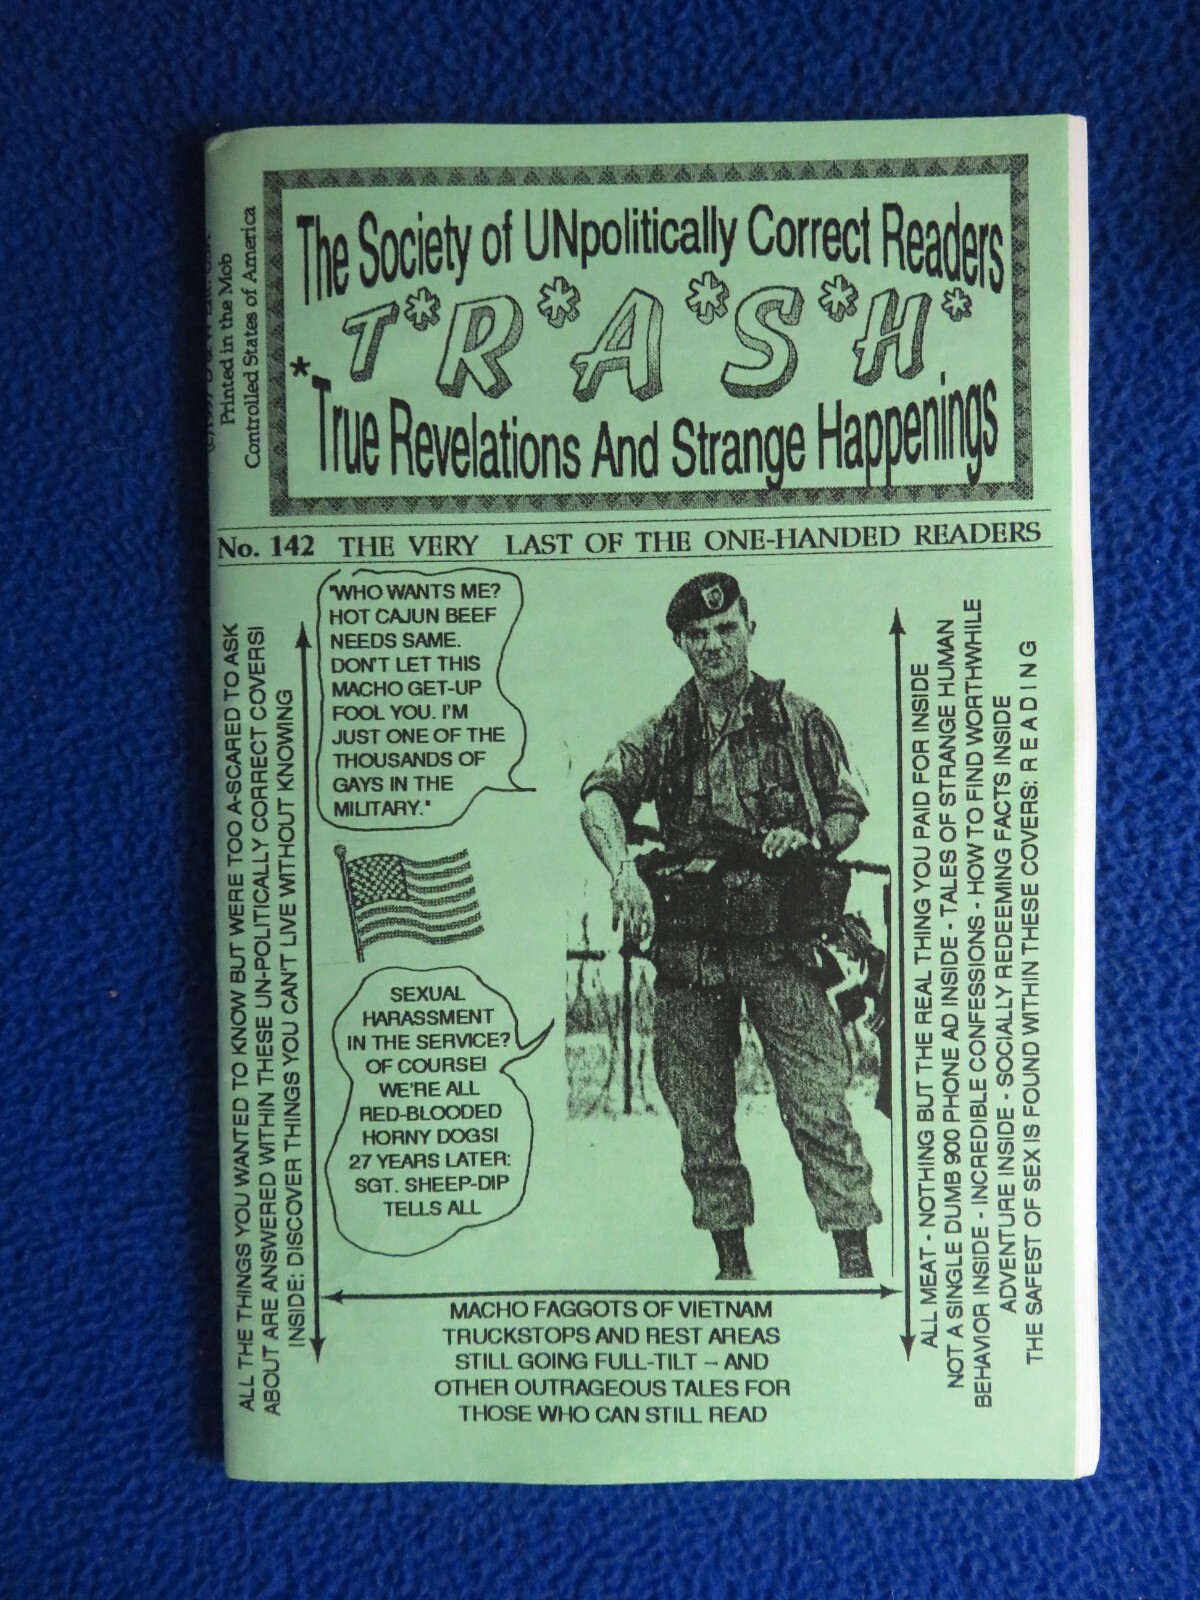 Printed in the Mob
Controlled States of America
The Society of UNpolitically Correct Readers
T*R*A*S*H*
*True Revelations And Strange Happenings
No. 142 THE VERY LAST OF THE ONE-HANDED READERS
ALL THE THINGS YOU WANTED TO KNOW BUT WERE TOO A-SCARED TO ASK
ABOUT ARE ANSWERED WITHIN THESE UN-POLITICALLY CORRECT COVERS!
INSIDE: DISCOVER THINGS YOU CAN'T LIVE WITHOUT KNOWING
"WHO WANTS ME?
HOT CAJUN BEEF
NEEDS SAME.
DON'T LET THIS
MACHO GET-UP
FOOL YOU. I'M
JUST ONE OF THE
THOUSANDS OF
GAYS IN THE
MILITARY."
SEXUAL
HARASSMENT
IN THE SERVICE?
OF COURSE!
WE'RE ALL
RED-BLOODED
HORNY DOGS!
27 YEARS LATER:
SGT. SHEEP-DIP
TELLS ALL
ALL MEAT - NOTHING BUT THE REAL THING YOU PAID FOR INSIDE
NOT A SINGLE DUMB 900 PHONE AD INSIDE - TALES OF STRANGE HUMAN
BEHAVIOR INSIDE - INCREDIBLE CONFESSIONS - HOW TO FIND WORTHWHILE
ADVENTURE INSIDE - SOCIALLY REDEEMING FACTS INSIDE
THE SAFEST OF SEX IS FOUND WITHIN THESE COVERS: R E A D I N G
MACHO FAGGOTS OF VIETNAM
TRUCKSTOPS AND REST AREAS
STILL GOING FULL-TILT – AND
OTHER OUTRAGEOUS TALES FOR
THOSE WHO CAN STILL READ